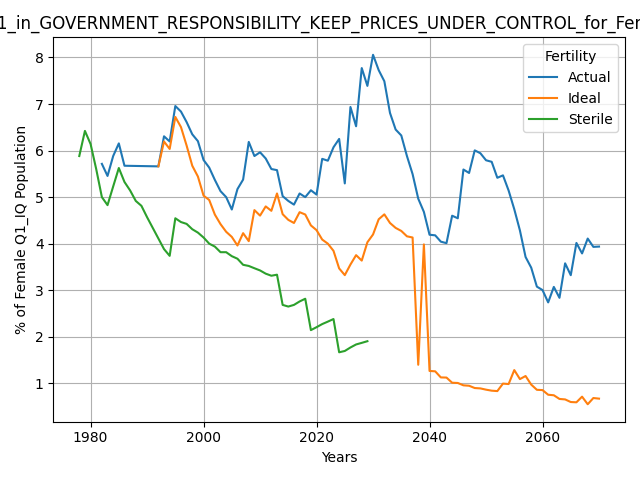 1_in_GOVERNMENT_RESPONSIBILITY_KEEP_PRICES_UNDER_CONTROL_for_Fer
Fertility
Actual
Ideal
Sterile
% of Female Q1_IQ Population
8
7
6
5
4
3
2
1
1980
2000
2020
2040
2060
Years